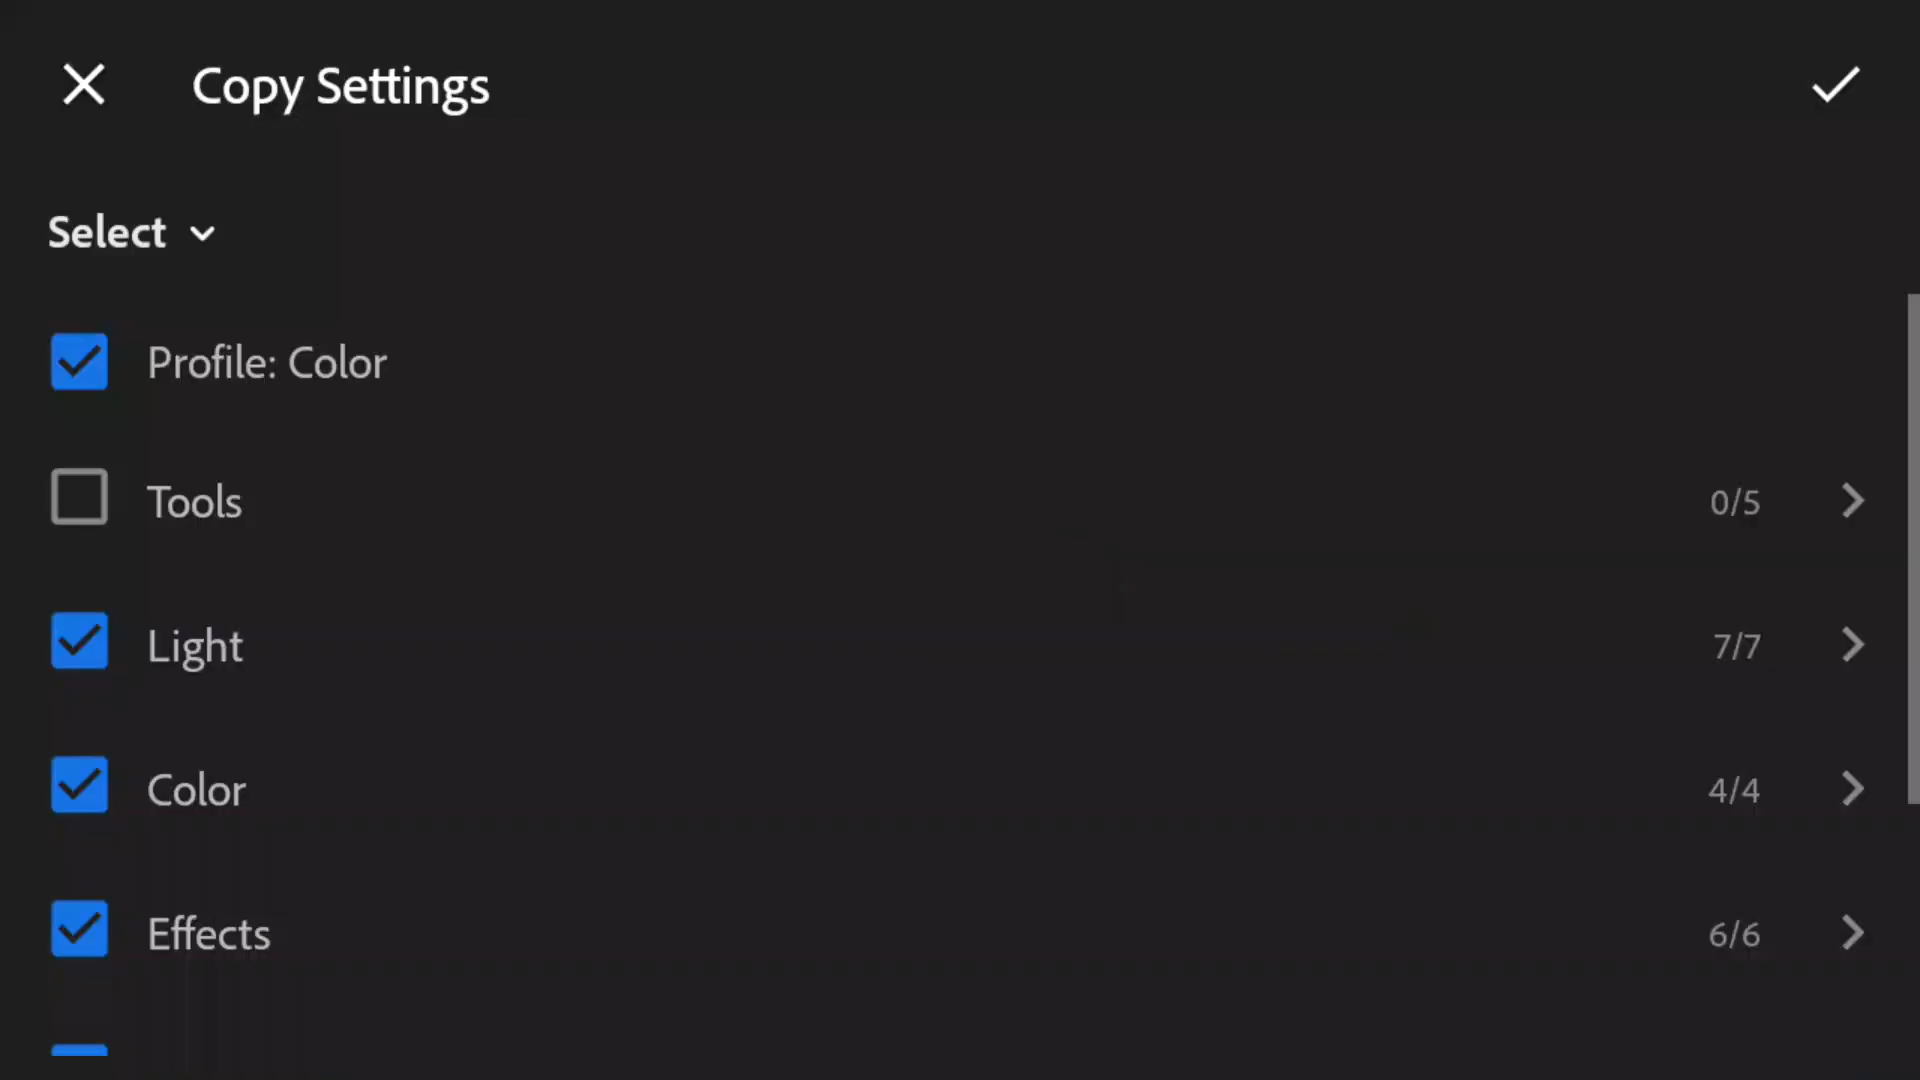 Copy Settings
Select
Profile: Color
Tools 0/5
Light 7/7
Color 4/4
Effects 6/6